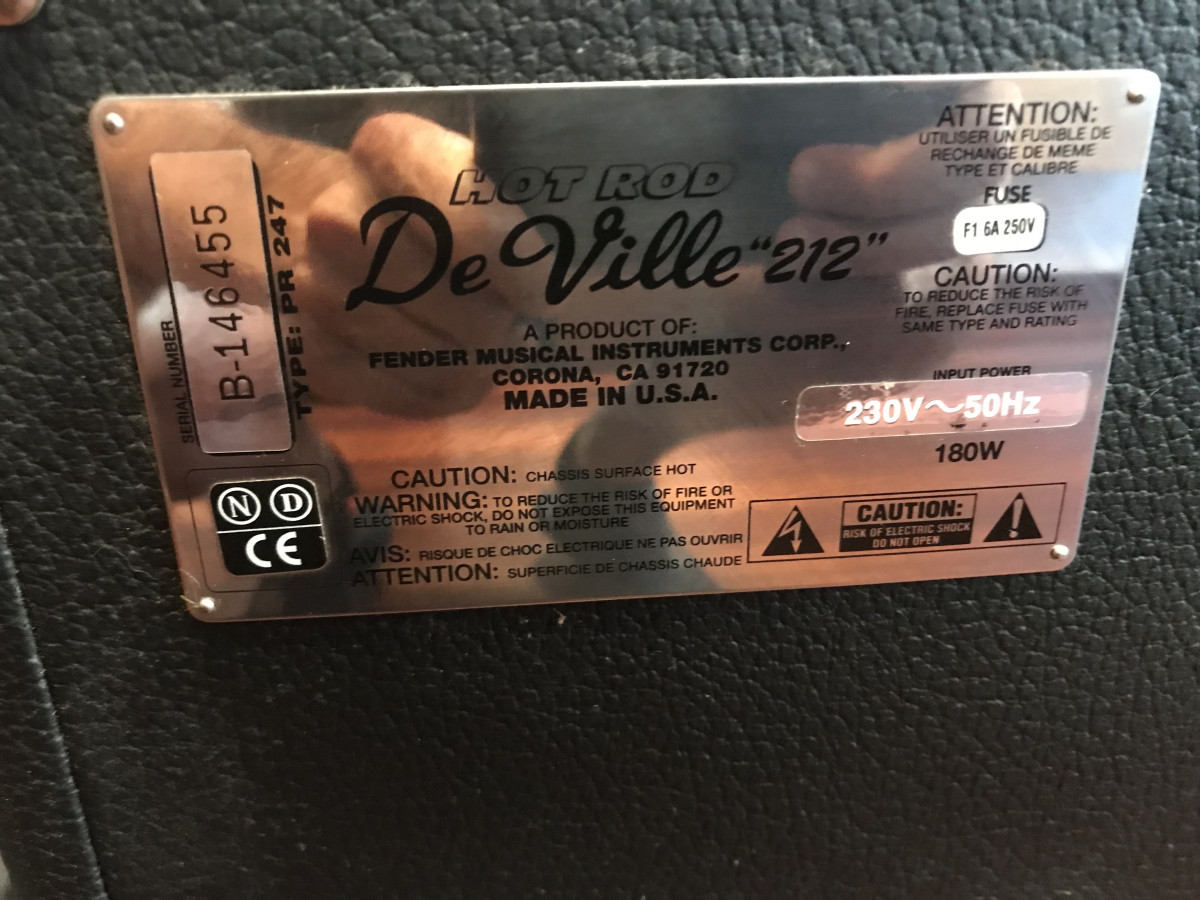 SERIAL NUMBER
B-146455
TYPE: PR 247
HOT ROD
De Ville "212"
A PRODUCT OF:
FENDER MUSICAL INSTRUMENTS CORP.,
CORONA, CA 91720
MADE IN U.S.A.
ATTENTION:
UTILISER UN FUSIBLE DE
RECHANGE DE MEME
TYPE ET CALIBRE
FUSE
F1 6A 250V
CAUTION:
TO REDUCE THE RISK OF
FIRE, REPLACE FUSE WITH
SAME TYPE AND RATING
INPUT POWER
230V～50Hz
180W
N D
CE
CAUTION: CHASSIS SURFACE HOT
WARNING: TO REDUCE THE RISK OF FIRE OR
ELECTRIC SHOCK, DO NOT EXPOSE THIS EQUIPMENT
TO RAIN OR MOISTURE
AVIS: RISQUE DE CHOC ELECTRIQUE NE PAS OUVRIR
ATTENTION: SUPERFICIE DE CHASSIS CHAUDE
CAUTION:
RISK OF ELECTRIC SHOCK
DO NOT OPEN